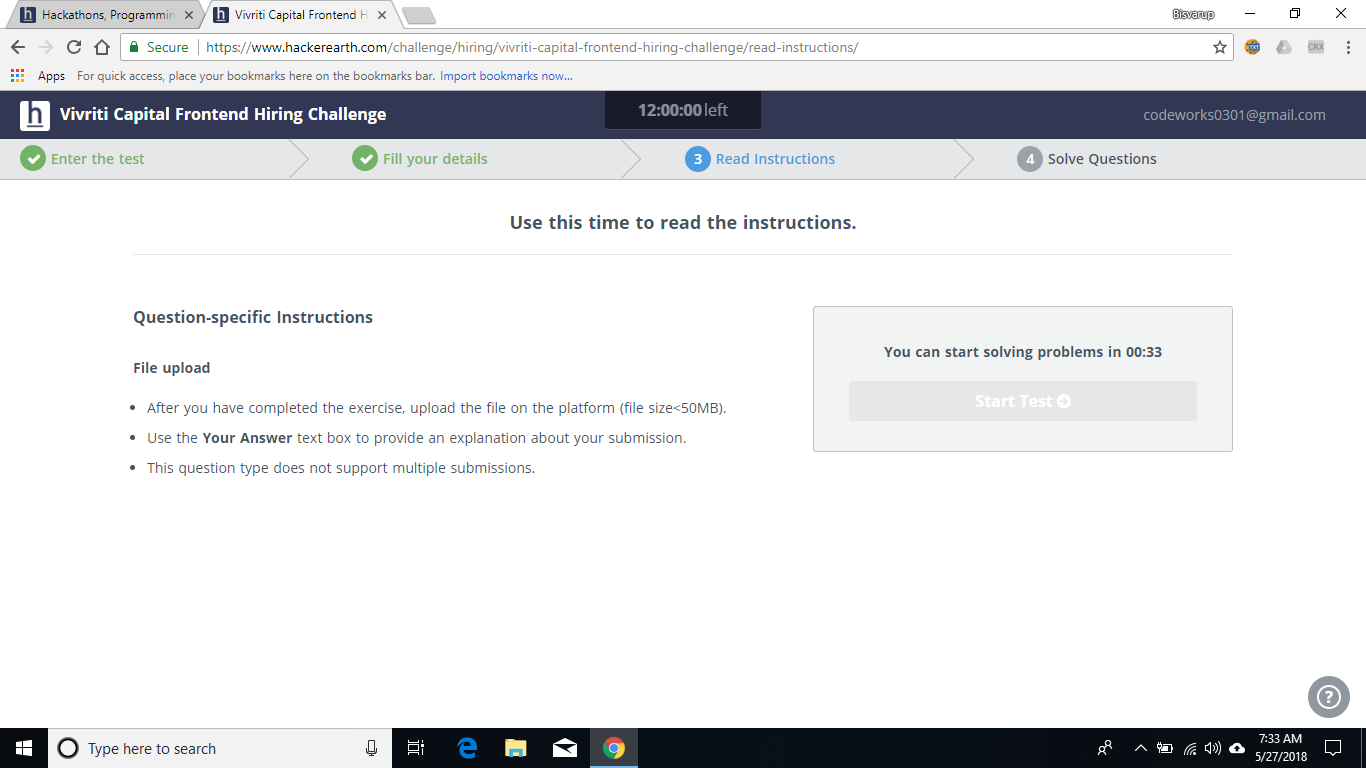 Hackathons, Programmin
Vivriti Capital Frontend H
Bisvarup
Secure
https://www.hackerearth.com/challenge/hiring/vivriti-capital-frontend-hiring-challenge/read-instructions/
TXT
CRX
Apps
For quick access, place your bookmarks here on the bookmarks bar. Import bookmarks now...
h
Vivriti Capital Frontend Hiring Challenge
12:00:00 left
codeworks0301@gmail.com
Enter the test
Fill your details
3 Read Instructions
4 Solve Questions
Use this time to read the instructions.
Question-specific Instructions
File upload
• After you have completed the exercise, upload the file on the platform (file size<50MB).
• Use the Your Answer text box to provide an explanation about your submission.
• This question type does not support multiple submissions.
You can start solving problems in 00:33
Start Test
?
Type here to search
7:33 AM
5/27/2018